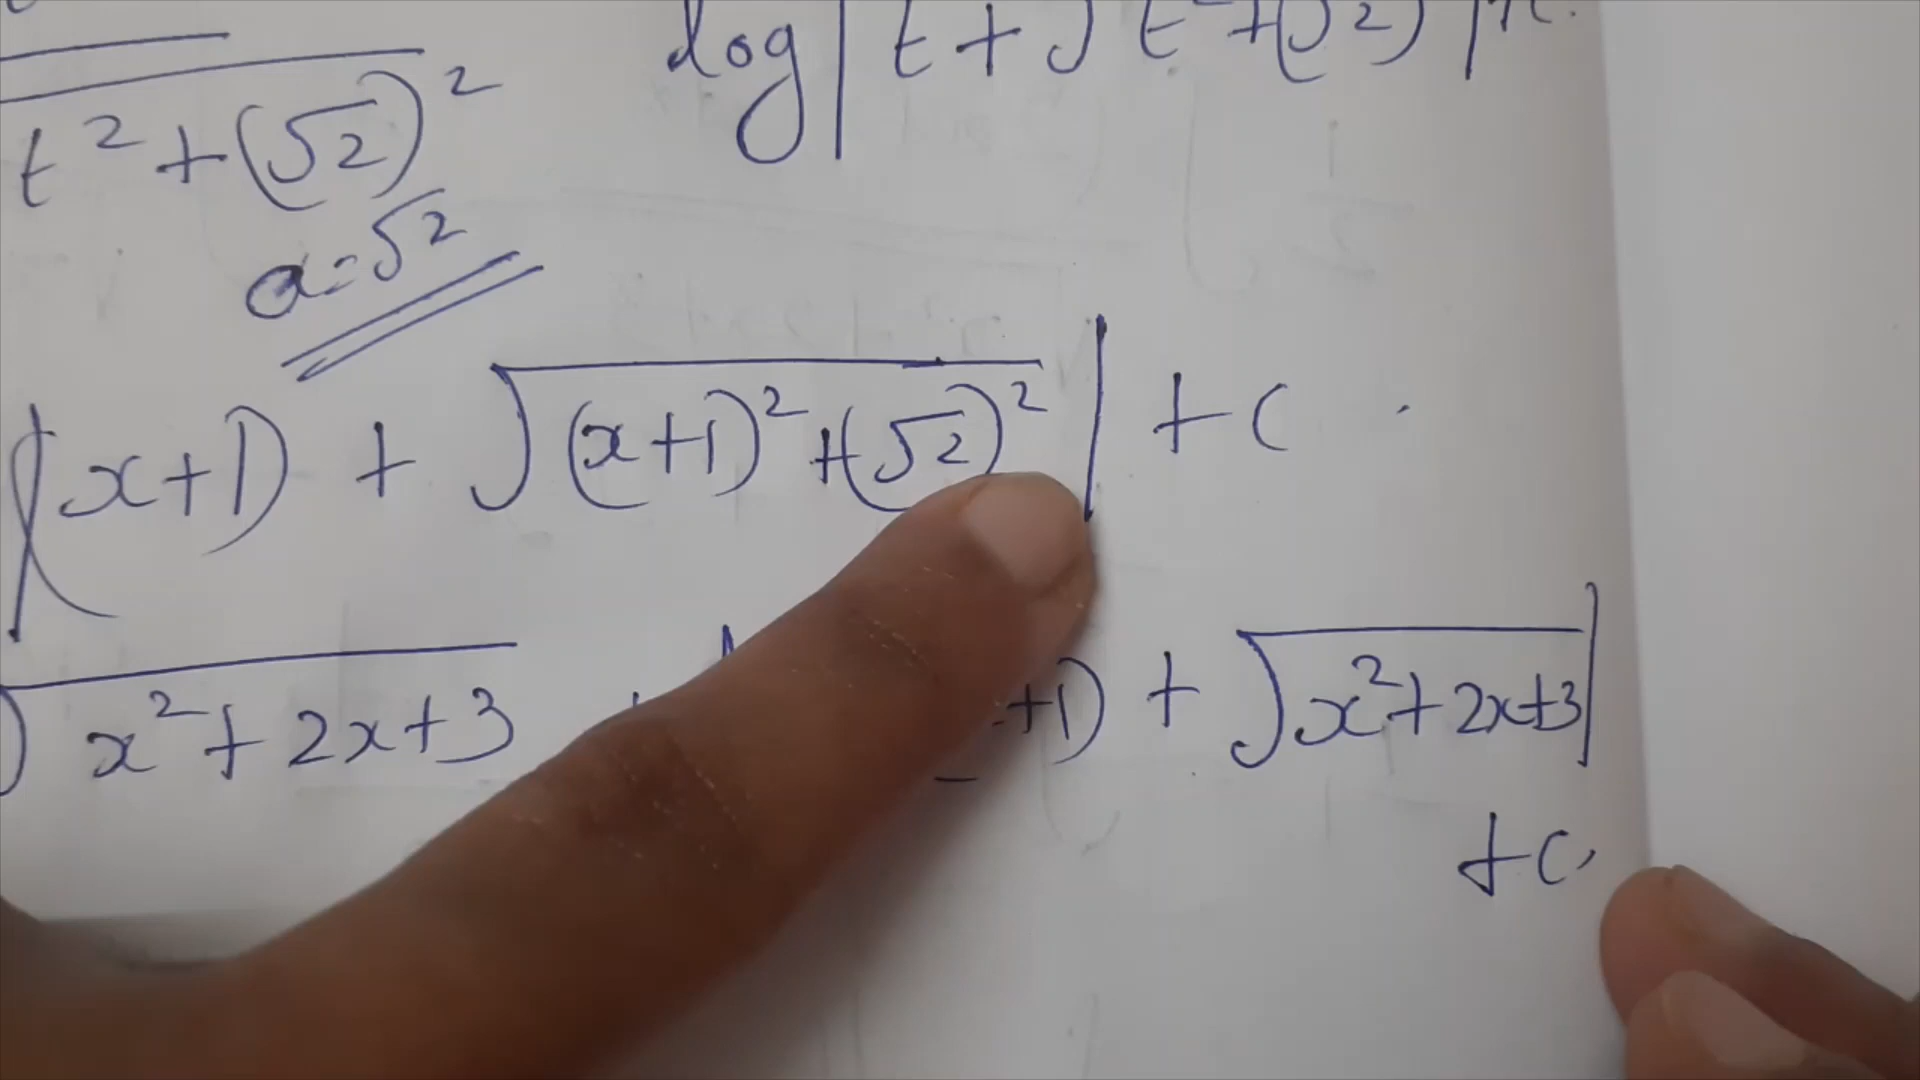 log|t+√t²+(√2)
t²+(√2)²
a=√2
|(x+1) + √(x+1)²+(√2)² | +c
√x²+2x+3 +1) + √x²+2x+3|
+c